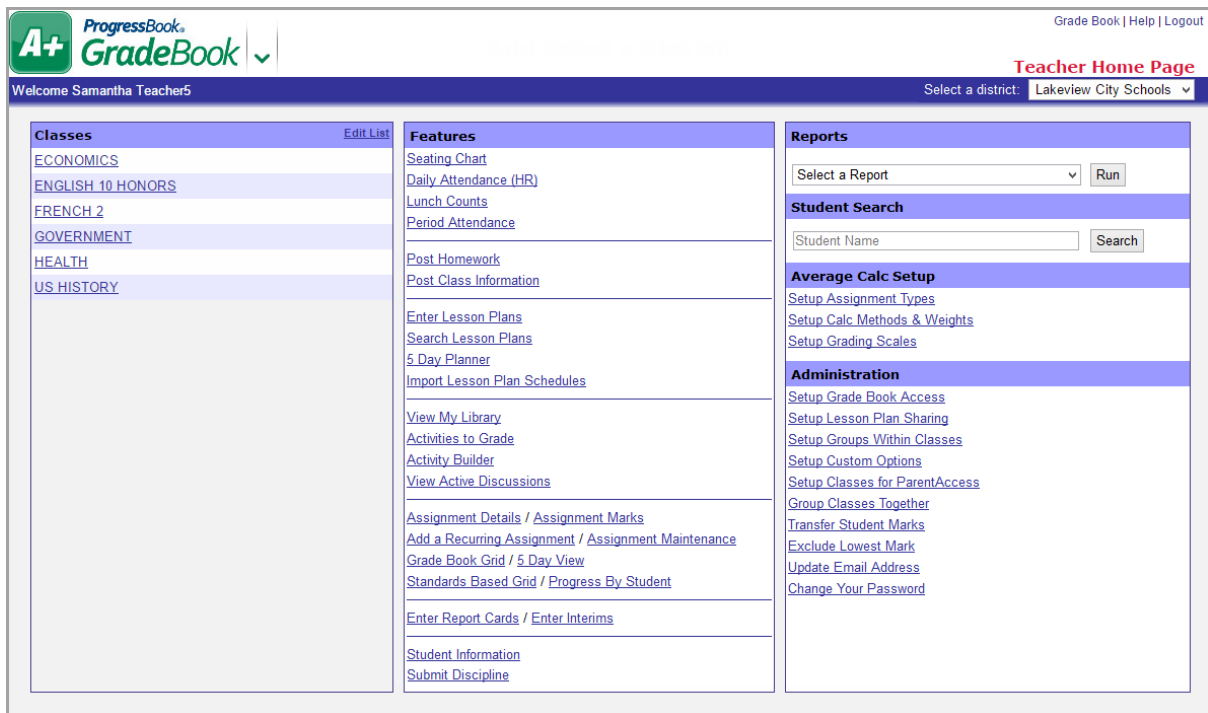 A+ ProgressBook®
GradeBook
Grade Book | Help | Logout
Teacher Home Page
Welcome Samantha Teacher5
Select a district: Lakeview City Schools
Classes Edit List
ECONOMICS
ENGLISH 10 HONORS
FRENCH 2
GOVERNMENT
HEALTH
US HISTORY
Features
Seating Chart
Daily Attendance (HR)
Lunch Counts
Period Attendance
Post Homework
Post Class Information
Enter Lesson Plans
Search Lesson Plans
5 Day Planner
Import Lesson Plan Schedules
View My Library
Activities to Grade
Activity Builder
View Active Discussions
Assignment Details / Assignment Marks
Add a Recurring Assignment / Assignment Maintenance
Grade Book Grid / 5 Day View
Standards Based Grid / Progress By Student
Enter Report Cards / Enter Interims
Student Information
Submit Discipline
Reports
Select a Report Run
Student Search
Student Name Search
Average Calc Setup
Setup Assignment Types
Setup Calc Methods & Weights
Setup Grading Scales
Administration
Setup Grade Book Access
Setup Lesson Plan Sharing
Setup Groups Within Classes
Setup Custom Options
Setup Classes for ParentAccess
Group Classes Together
Transfer Student Marks
Exclude Lowest Mark
Update Email Address
Change Your Password